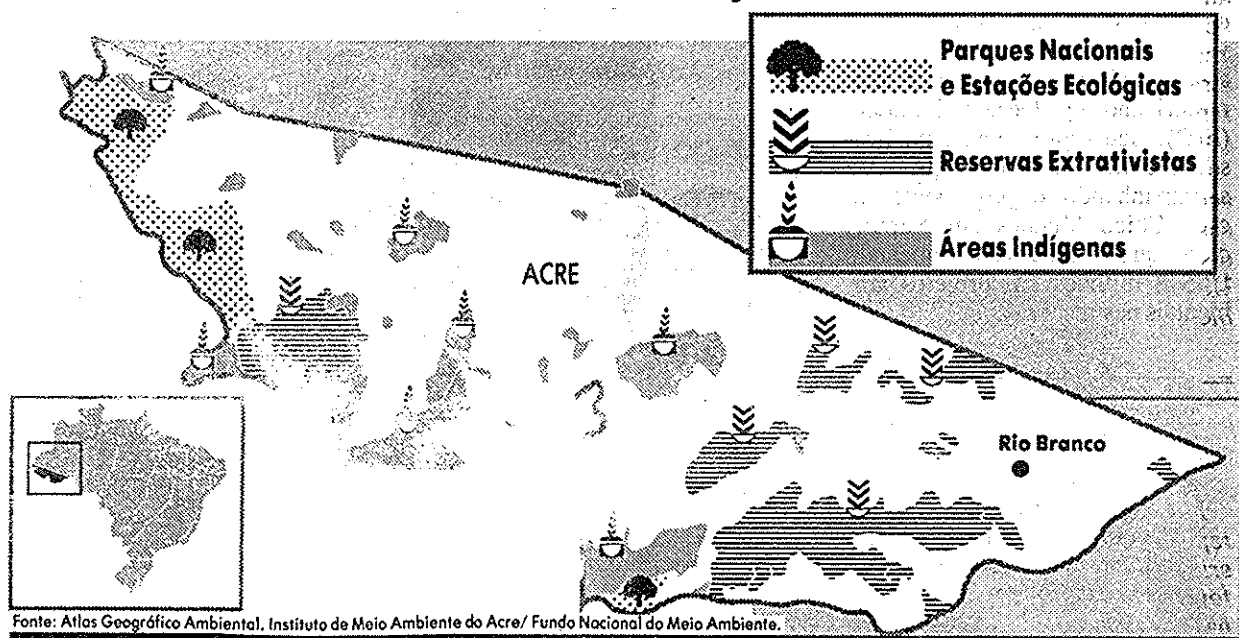 Parques Nacionais
e Estações Ecológicas
Reservas Extrativistas
Áreas Indígenas
ACRE
Rio Branco
Fonte: Atlas Geográfico Ambiental. Instituto de Meio Ambiente do Acre/ Fundo Nacional do Meio Ambiente.